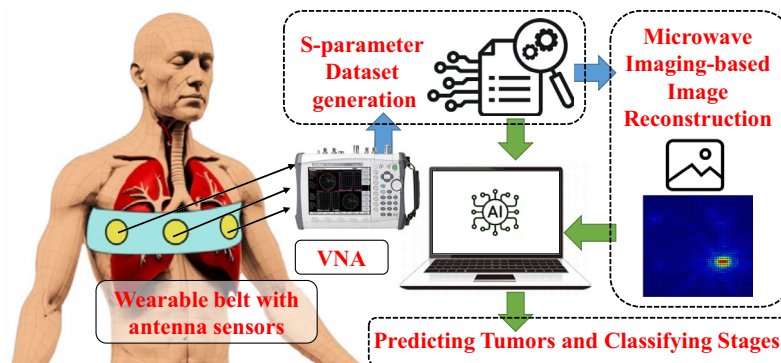 S-parameter
Dataset
generation
Microwave
Imaging-based
Image
Reconstruction
AI
VNA
Wearable belt with
antenna sensors
Predicting Tumors and Classifying Stages